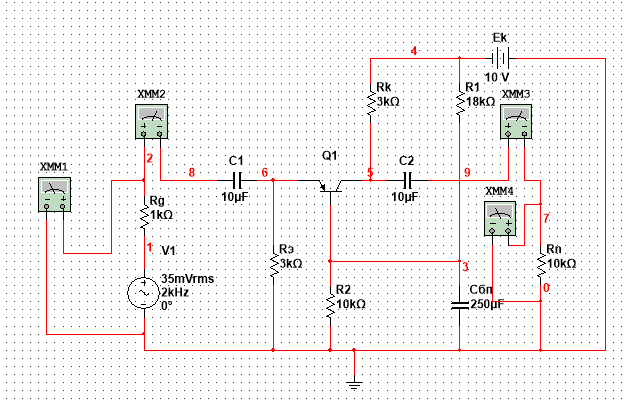 Ek
4
10 V
Rk
3kΩ
R1
18kΩ
XMM3
XMM2
XMM1
2
8
C1
6
10µF
Q1
5
C2
10µF
9
XMM4
7
Rg
1kΩ
1
V1
35mVrms
2kHz
0°
Rэ
3kΩ
R2
10kΩ
3
Cбл
250µF
Rn
10kΩ
0